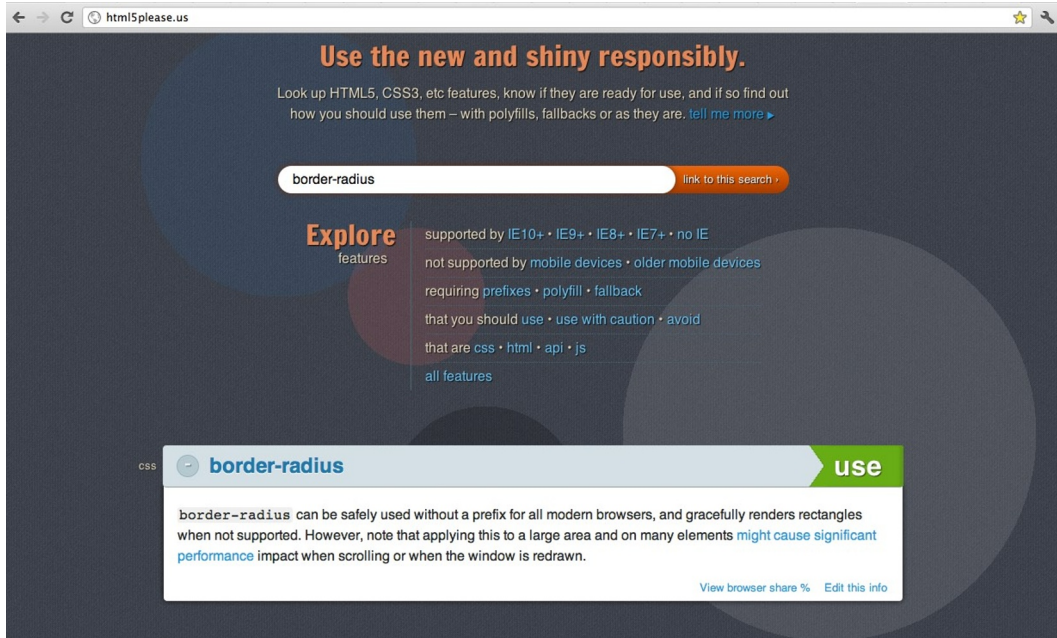 html5please.us
Use the new and shiny responsibly.
Look up HTML5, CSS3, etc features, know if they are ready for use, and if so find out
how you should use them – with polyfills, fallbacks or as they are. tell me more ▸
border-radius
link to this search ›
Explore
features
supported by IE10+ • IE9+ • IE8+ • IE7+ • no IE
not supported by mobile devices • older mobile devices
requiring prefixes • polyfill • fallback
that you should use • use with caution • avoid
that are css • html • api • js
all features
css
border-radius
use
border-radius can be safely used without a prefix for all modern browsers, and gracefully renders rectangles
when not supported. However, note that applying this to a large area and on many elements might cause significant
performance impact when scrolling or when the window is redrawn.
View browser share % Edit this info